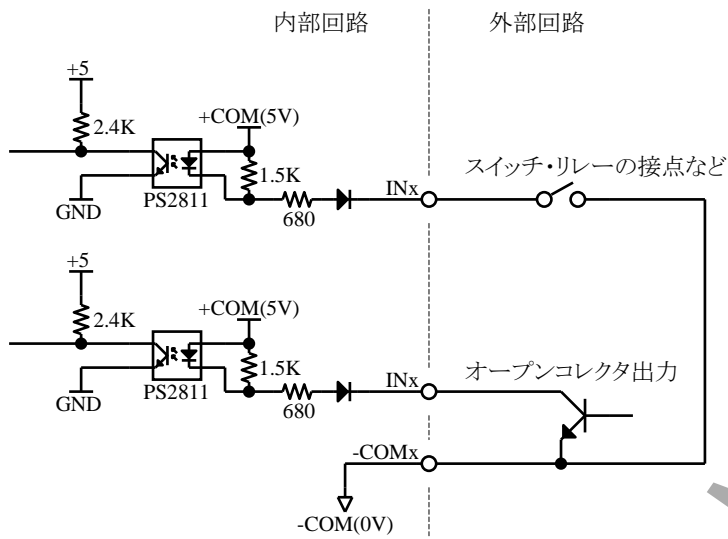 内部回路
外部回路
+5
2.4K
+COM(5V)
1.5K
PS2811
GND
680
INx
スイッチ・リレーの接点など
+5
2.4K
+COM(5V)
1.5K
PS2811
GND
680
INx
オープンコレクタ出力
-COMx
-COM(0V)